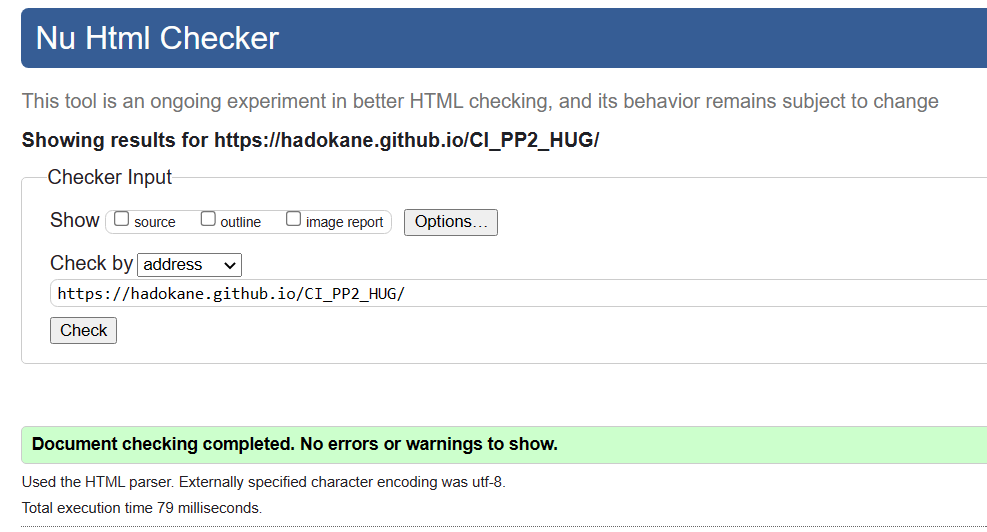 Nu Html Checker
This tool is an ongoing experiment in better HTML checking, and its behavior remains subject to change
Showing results for https://hadokane.github.io/CI_PP2_HUG/
Checker Input
Show source outline image report Options...
Check by address
https://hadokane.github.io/CI_PP2_HUG/
Check
Document checking completed. No errors or warnings to show.
Used the HTML parser. Externally specified character encoding was utf-8.
Total execution time 79 milliseconds.